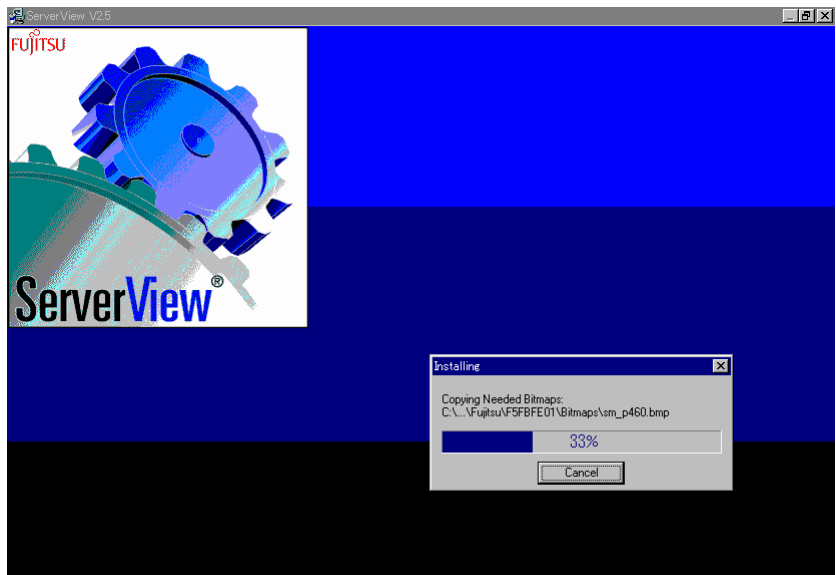 ServerView V2.5
FUJITSU
ServerView®
Installing
Copying Needed Bitmaps:
C:\...\Fujitsu\F5FBFE01\Bitmaps\sm_p460.bmp
33%
Cancel